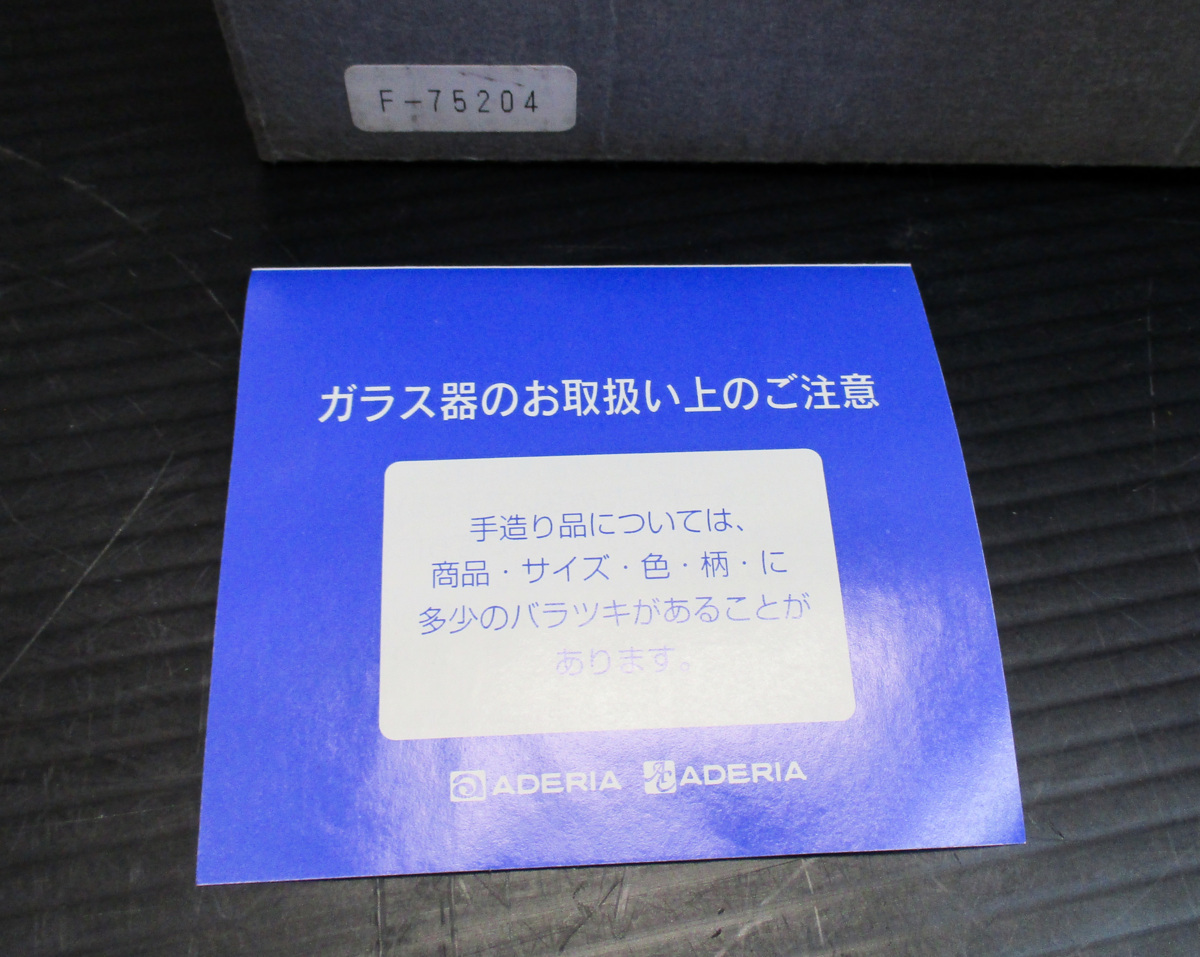 F-75204
ガラス器のお取扱い上のご注意
手造り品については、
商品・サイズ・色・柄・に
多少のバラツキがあることが
あります。
ADERIA ADERIA